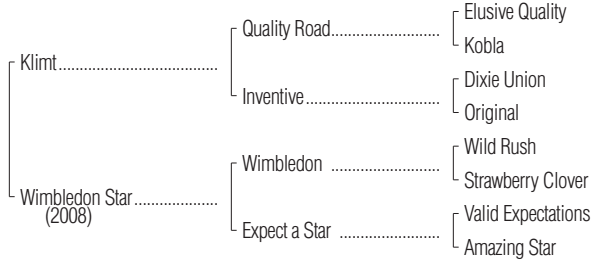 Elusive Quality
Quality Road
Kobla
Klimt
Dixie Union
Inventive
Original
Wild Rush
Wimbledon
Strawberry Clover
Wimbledon Star
(2008)
Valid Expectations
Expect a Star
Amazing Star